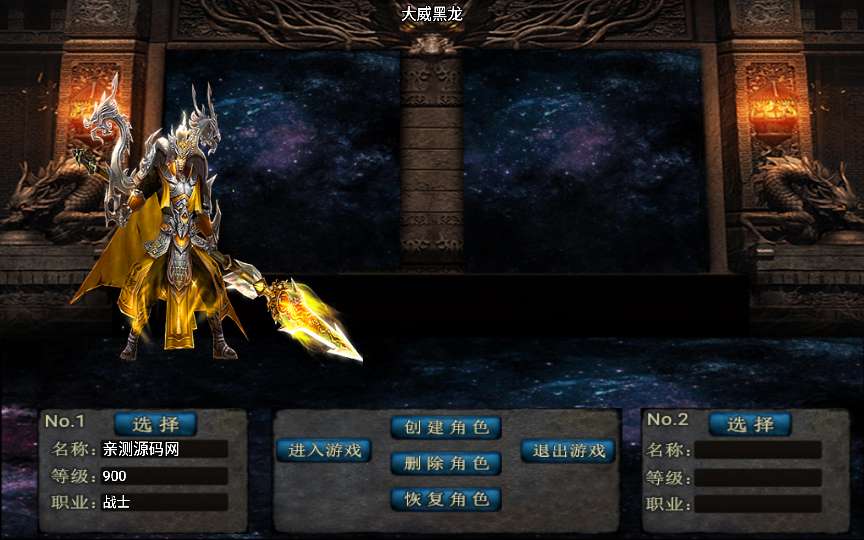 大威黑龙
No.1
选择
名称：亲测源码网
等级：900
职业：战士
创建角色
进入游戏
退出游戏
删除角色
恢复角色
No.2
选择
名称：
等级：
职业：